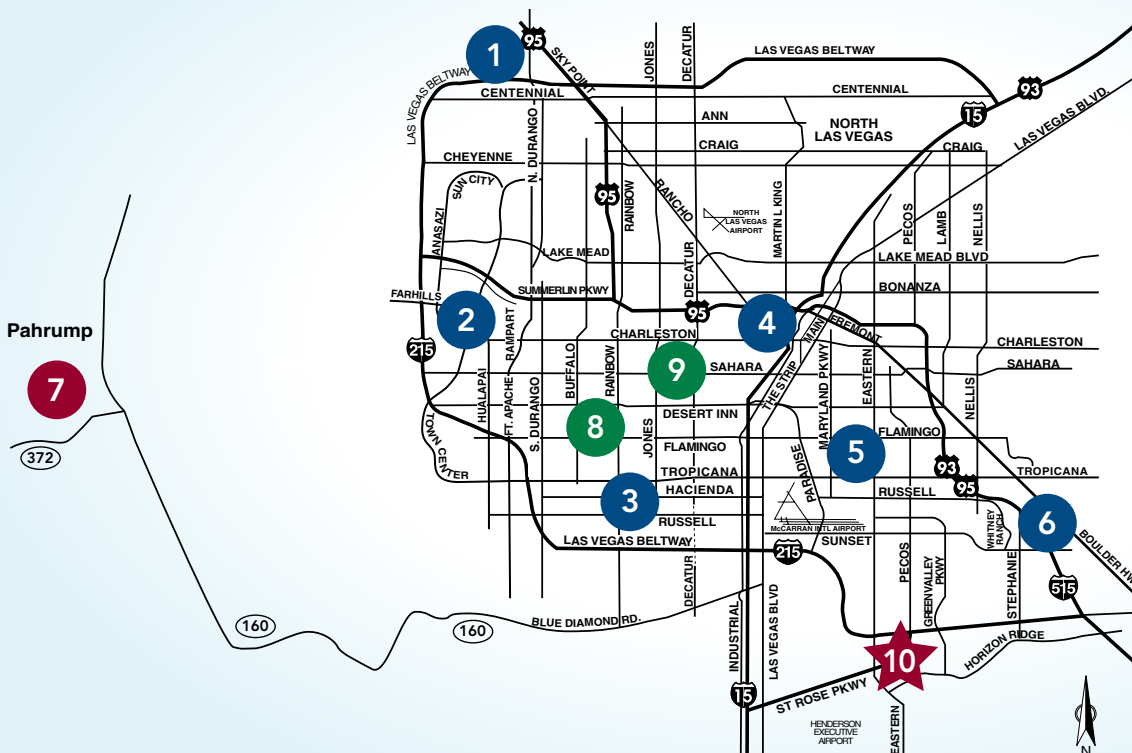 1
95
SKY POINT
JONES
DECATUR
LAS VEGAS BELTWAY
LAS VEGAS BELTWAY
CENTENNIAL
CENTENNIAL
93
15
LAS VEGAS BLVD.
N. DURANGO
ANN
NORTH
LAS VEGAS
CRAIG
CRAIG
CHEYENNE
SUN CITY
95
RAINBOW
RANCHO
MARTIN L KING
PECOS
LAMB
NELLIS
ANASAZI
NORTH
LAS VEGAS
AIRPORT
LAKE MEAD
DECATUR
LAKE MEAD BLVD
SUMMERLIN PKWY
BONANZA
FARHILLS
2
95
4
MAIN
FREMONT
Pahrump
7
215
RAMPART
CHARLESTON
CHARLESTON
9
SAHARA
SAHARA
HUALAPAI
FT. APACHE
S. DURANGO
BUFFALO
RAINBOW
THE STRIP
MARYLAND PKWY
EASTERN
NELLIS
DESERT INN
8
JONES
FLAMINGO
FLAMINGO
TOWN CENTER
5
372
TROPICANA
93
TROPICANA
95
PARADISE
HACIENDA
3
RUSSELL
RUSSELL
McCARRAN INTL AIRPORT
WHITNEY
RANCH
6
LAS VEGAS BELTWAY
215
SUNSET
BOULDER HW
DECATUR
PECOS
GREEN VALLEY
PKWY
STEPHANIE
515
160
160
BLUE DIAMOND RD.
INDUSTRIAL
LAS VEGAS BLVD
10
HORIZON RIDGE
15
ST ROSE PKWY
HENDERSON
EXECUTIVE
AIRPORT
EASTERN
N